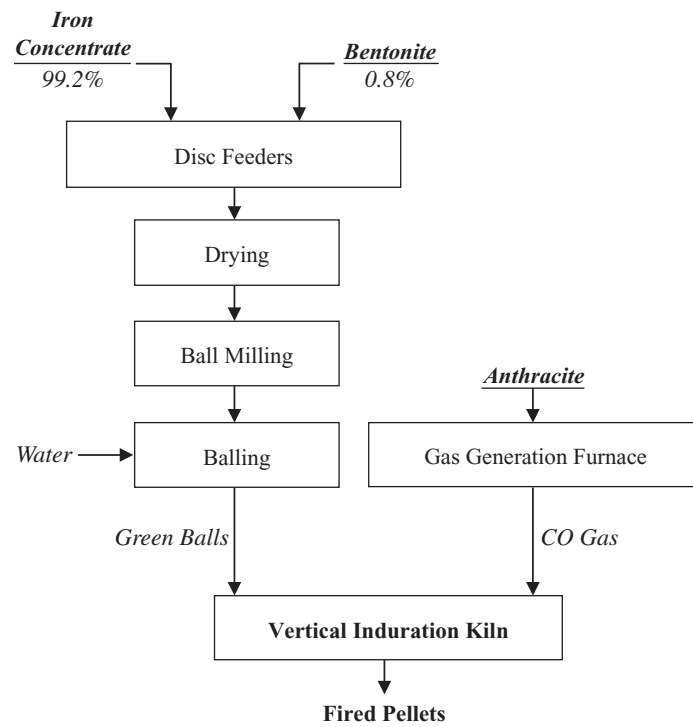 Iron
Concentrate
99.2%
Bentonite
0.8%
Disc Feeders
Drying
Ball Milling
Anthracite
Water
Balling
Gas Generation Furnace
Green Balls
CO Gas
Vertical Induration Kiln
Fired Pellets